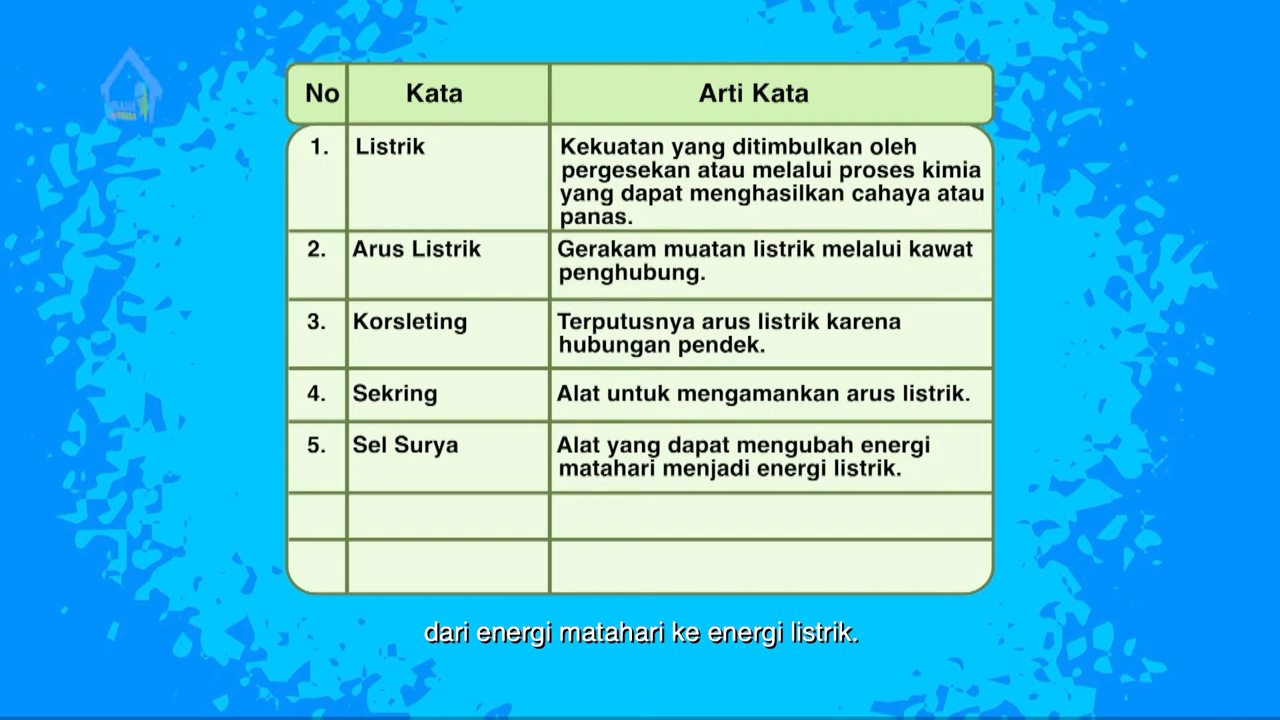 No Kata Arti Kata
1. Listrik Kekuatan yang ditimbulkan oleh
pergesekan atau melalui proses kimia
yang dapat menghasilkan cahaya atau
panas.
2. Arus Listrik Gerakam muatan listrik melalui kawat
penghubung.
3. Korsleting Terputusnya arus listrik karena
hubungan pendek.
4. Sekring Alat untuk mengamankan arus listrik.
5. Sel Surya Alat yang dapat mengubah energi
matahari menjadi energi listrik.
dari energi matahari ke energi listrik.